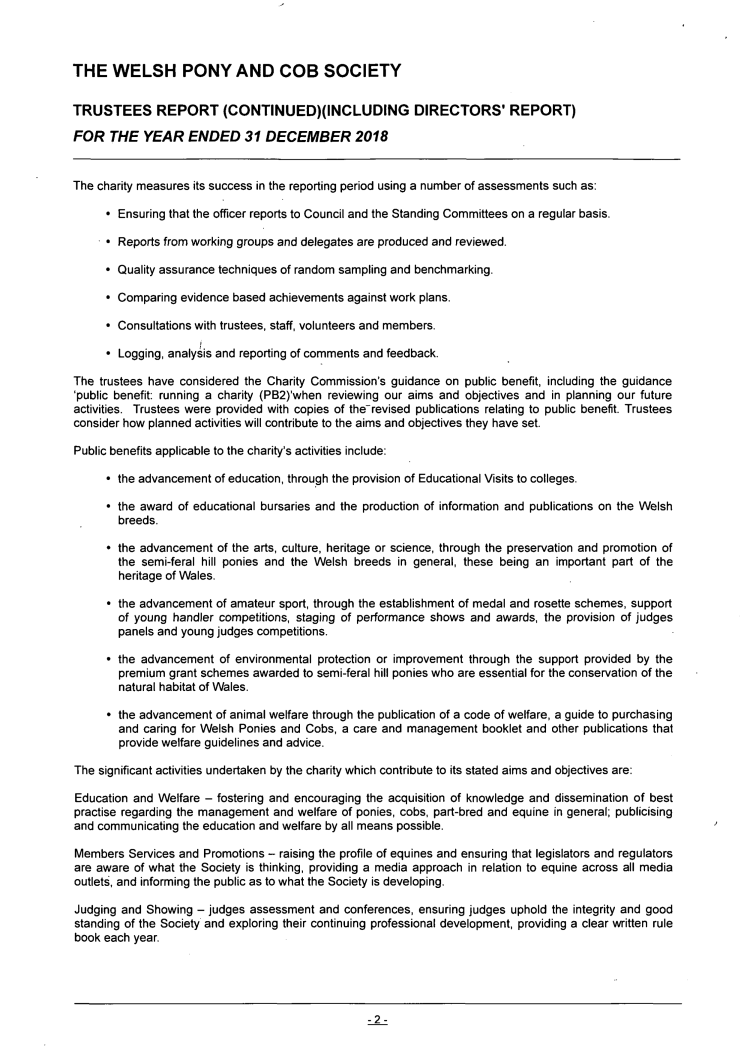 THE WELSH PONY AND COB SOCIETY
TRUSTEES REPORT (CONTINUED)(INCLUDING DIRECTORS' REPORT)
FOR THE YEAR ENDED 31 DECEMBER 2018
The charity measures its success in the reporting period using a number of assessments such as:
• Ensuring that the officer reports to Council and the Standing Committees on a regular basis.
• Reports from working groups and delegates are produced and reviewed.
• Quality assurance techniques of random sampling and benchmarking.
• Comparing evidence based achievements against work plans.
• Consultations with trustees, staff, volunteers and members.
• Logging, analysis and reporting of comments and feedback.
The trustees have considered the Charity Commission's guidance on public benefit, including the guidance
'public benefit: running a charity (PB2)'when reviewing our aims and objectives and in planning our future
activities. Trustees were provided with copies of the revised publications relating to public benefit. Trustees
consider how planned activities will contribute to the aims and objectives they have set.
Public benefits applicable to the charity's activities include:
• the advancement of education, through the provision of Educational Visits to colleges.
• the award of educational bursaries and the production of information and publications on the Welsh
breeds.
• the advancement of the arts, culture, heritage or science, through the preservation and promotion of
the semi-feral hill ponies and the Welsh breeds in general, these being an important part of the
heritage of Wales.
• the advancement of amateur sport, through the establishment of medal and rosette schemes, support
of young handler competitions, staging of performance shows and awards, the provision of judges
panels and young judges competitions.
• the advancement of environmental protection or improvement through the support provided by the
premium grant schemes awarded to semi-feral hill ponies who are essential for the conservation of the
natural habitat of Wales.
• the advancement of animal welfare through the publication of a code of welfare, a guide to purchasing
and caring for Welsh Ponies and Cobs, a care and management booklet and other publications that
provide welfare guidelines and advice.
The significant activities undertaken by the charity which contribute to its stated aims and objectives are:
Education and Welfare – fostering and encouraging the acquisition of knowledge and dissemination of best
practise regarding the management and welfare of ponies, cobs, part-bred and equine in general; publicising
and communicating the education and welfare by all means possible.
Members Services and Promotions – raising the profile of equines and ensuring that legislators and regulators
are aware of what the Society is thinking, providing a media approach in relation to equine across all media
outlets, and informing the public as to what the Society is developing.
Judging and Showing – judges assessment and conferences, ensuring judges uphold the integrity and good
standing of the Society and exploring their continuing professional development, providing a clear written rule
book each year.
- 2 -